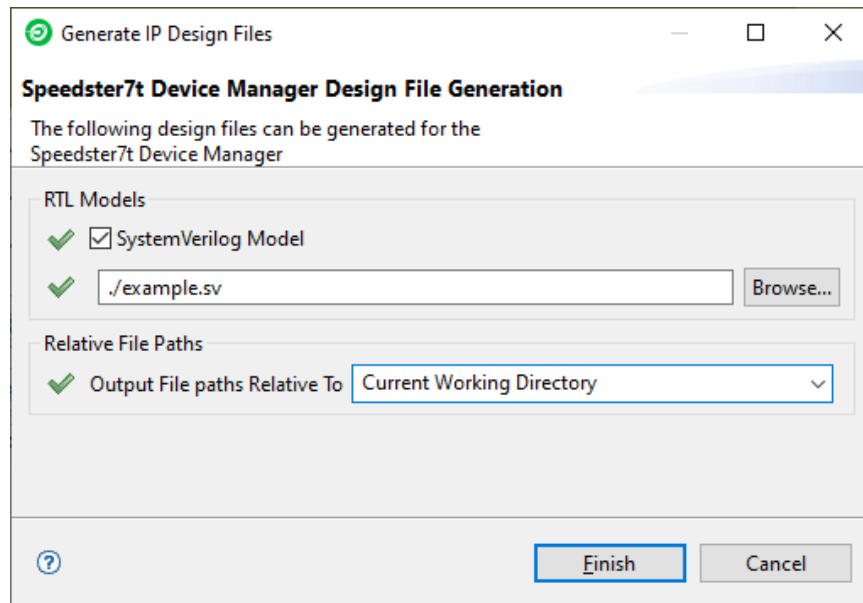 Generate IP Design Files
Speedster7t Device Manager Design File Generation
The following design files can be generated for the
Speedster7t Device Manager
RTL Models
SystemVerilog Model
./example.sv
Browse...
Relative File Paths
Output File paths Relative To Current Working Directory
?
Finish Cancel